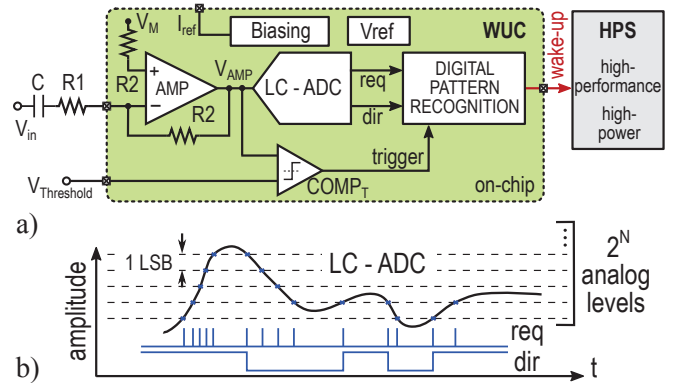 V_M
I_ref
Biasing
Vref
WUC
HPS
C
R1
R2
AMP
V_AMP
LC - ADC
req
dir
DIGITAL
PATTERN
RECOGNITION
wake-up
high-
performance
high-
power
V_in
R2
trigger
V_Threshold
COMP_T
on-chip
a)
1 LSB
LC - ADC
2^N
analog
levels
amplitude
req
dir
b)
t